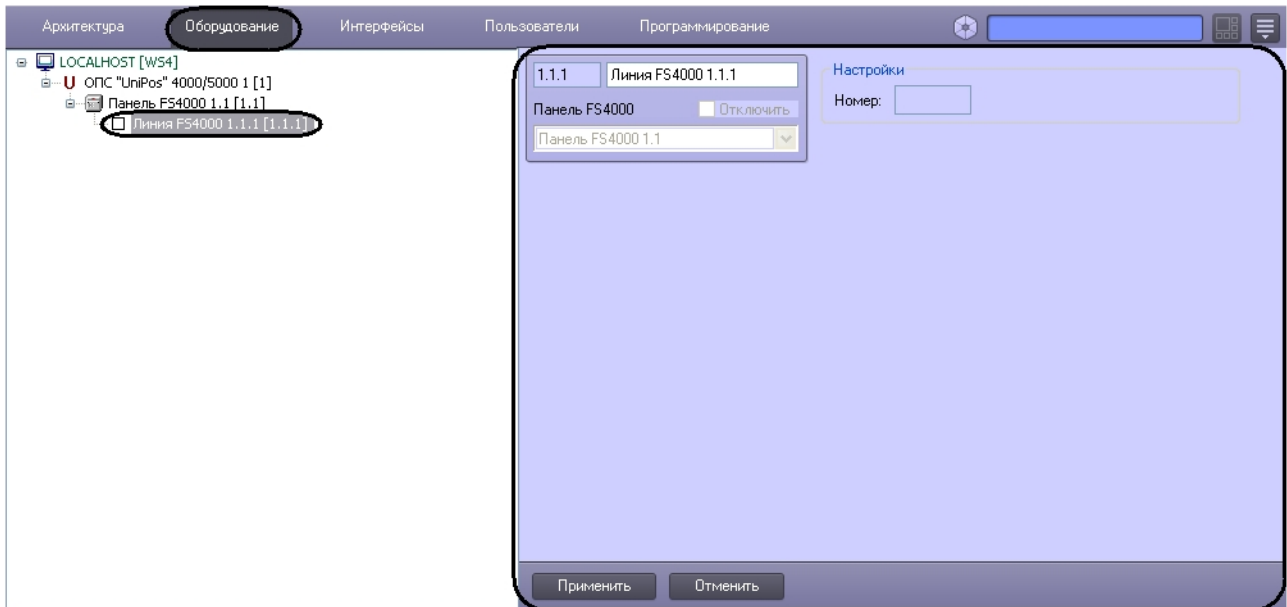 Архитектура Оборудование Интерфейсы Пользователи Программирование
LOCALHOST [WS4]
U ОПС "UniPos" 4000/5000 1 [1]
Панель FS4000 1.1 [1.1]
Линия FS4000 1.1.1 [1.1.1]
1.1.1 Линия FS4000 1.1.1
Панель FS4000 Отключить
Панель FS4000 1.1
Настройки
Номер:
Применить Отменить